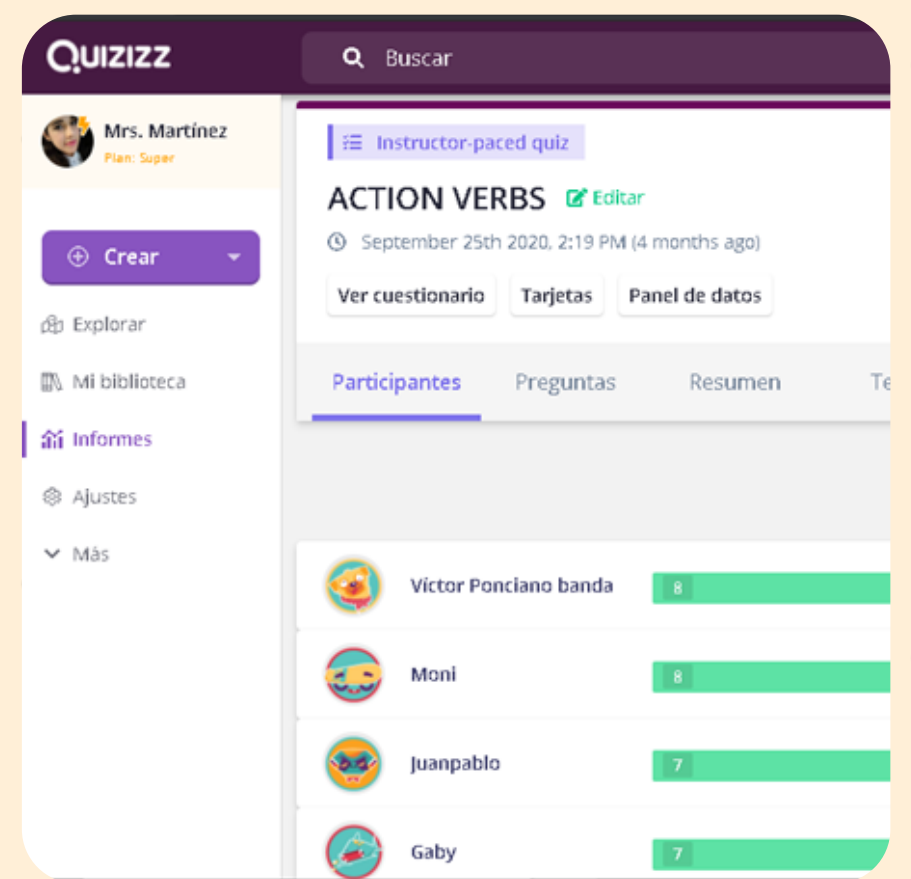 Quizizz
Buscar
Mrs. Martínez
Plan: Super
Crear
Explorar
Mi biblioteca
Informes
Ajustes
Más
Instructor-paced quiz
ACTION VERBS Editar
September 25th 2020, 2:19 PM (4 months ago)
Ver cuestionario Tarjetas Panel de datos
Participantes Preguntas Resumen Te
Víctor Ponciano banda 8
Moni 8
Juanpablo 7
Gaby 7